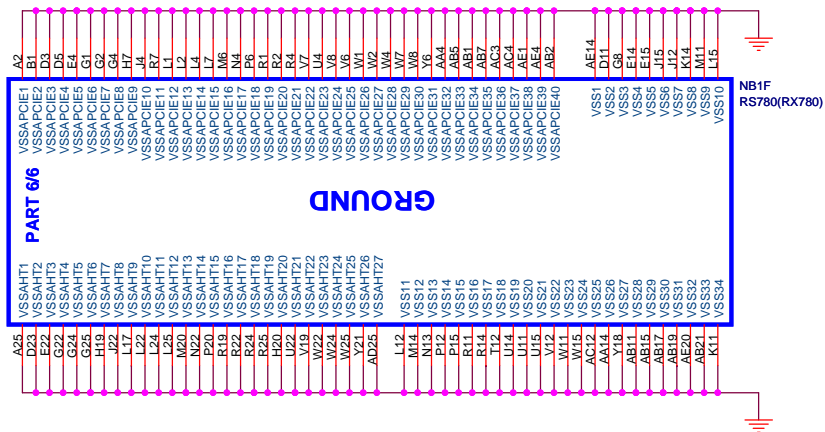 A2
B1
D3
D5
E4
G1
G2
G4
H7
J4
R7
L1
L2
L4
L7
M6
N4
P6
R1
R2
R4
V7
U4
V8
V6
W1
W2
W4
W7
W8
Y6
AA4
AB5
AB1
AB7
AC3
AC4
AE1
AE4
AB2
AE14
D11
G8
E14
E15
J15
J12
K14
M11
L15
NB1F
RS780(RX780)
VSSAPCIE1
VSSAPCIE2
VSSAPCIE3
VSSAPCIE4
VSSAPCIE5
VSSAPCIE6
VSSAPCIE7
VSSAPCIE8
VSSAPCIE9
VSSAPCIE10
VSSAPCIE11
VSSAPCIE12
VSSAPCIE13
VSSAPCIE14
VSSAPCIE15
VSSAPCIE16
VSSAPCIE17
VSSAPCIE18
VSSAPCIE19
VSSAPCIE20
VSSAPCIE21
VSSAPCIE22
VSSAPCIE23
VSSAPCIE24
VSSAPCIE25
VSSAPCIE26
VSSAPCIE27
VSSAPCIE28
VSSAPCIE29
VSSAPCIE30
VSSAPCIE31
VSSAPCIE32
VSSAPCIE33
VSSAPCIE34
VSSAPCIE35
VSSAPCIE36
VSSAPCIE37
VSSAPCIE38
VSSAPCIE39
VSSAPCIE40
VSS1
VSS2
VSS3
VSS4
VSS5
VSS6
VSS7
VSS8
VSS9
VSS10
PART 6/6
GROUND
VSSAHT1
VSSAHT2
VSSAHT3
VSSAHT4
VSSAHT5
VSSAHT6
VSSAHT7
VSSAHT8
VSSAHT9
VSSAHT10
VSSAHT11
VSSAHT12
VSSAHT13
VSSAHT14
VSSAHT15
VSSAHT16
VSSAHT17
VSSAHT18
VSSAHT19
VSSAHT20
VSSAHT21
VSSAHT22
VSSAHT23
VSSAHT24
VSSAHT25
VSSAHT26
VSSAHT27
VSS11
VSS12
VSS13
VSS14
VSS15
VSS16
VSS17
VSS18
VSS19
VSS20
VSS21
VSS22
VSS23
VSS24
VSS25
VSS26
VSS27
VSS28
VSS29
VSS30
VSS31
VSS32
VSS33
VSS34
A25
D23
E22
G22
G24
G25
H19
J22
L17
L22
L24
L25
M20
N22
P20
R19
R22
R24
R25
H20
U22
V19
W22
W24
W25
Y21
AD25
L12
M14
N13
P12
P15
R11
R14
T12
U14
U11
U15
V12
W11
W15
AC12
AA14
Y18
AB11
AB15
AB17
AB19
AE20
AB21
K11